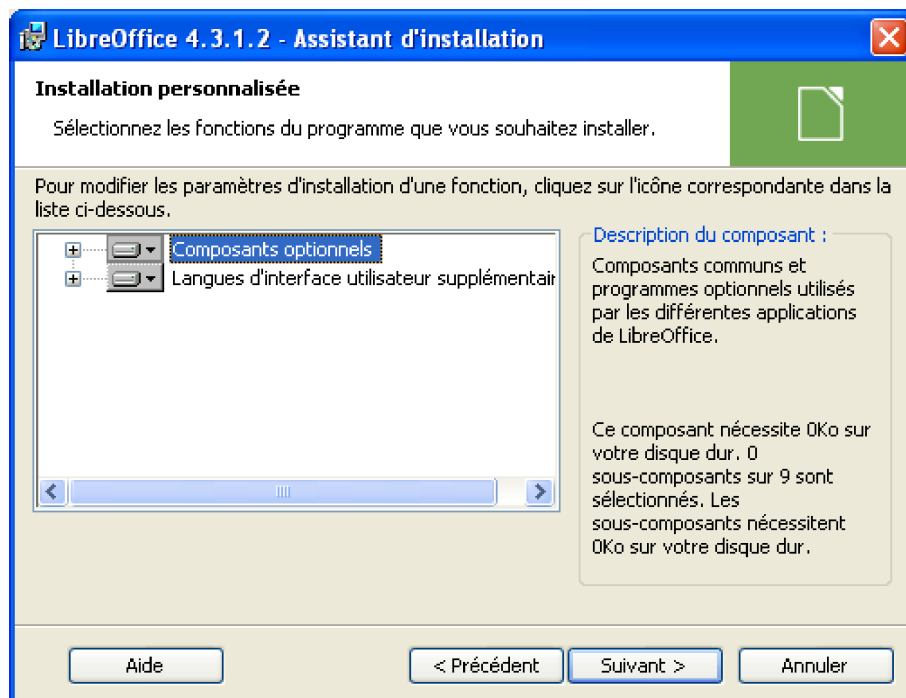 LibreOffice 4.3.1.2 - Assistant d'installation
Installation personnalisée
Sélectionnez les fonctions du programme que vous souhaitez installer.
Pour modifier les paramètres d'installation d'une fonction, cliquez sur l'icône correspondante dans la
liste ci-dessous.
Composants optionnels
Langues d'interface utilisateur supplémentair
Description du composant :
Composants communs et
programmes optionnels utilisés
par les différentes applications
de LibreOffice.
Ce composant nécessite 0Ko sur
votre disque dur. 0
sous-composants sur 9 sont
sélectionnés. Les
sous-composants nécessitent
0Ko sur votre disque dur.
Aide
< Précédent
Suivant >
Annuler